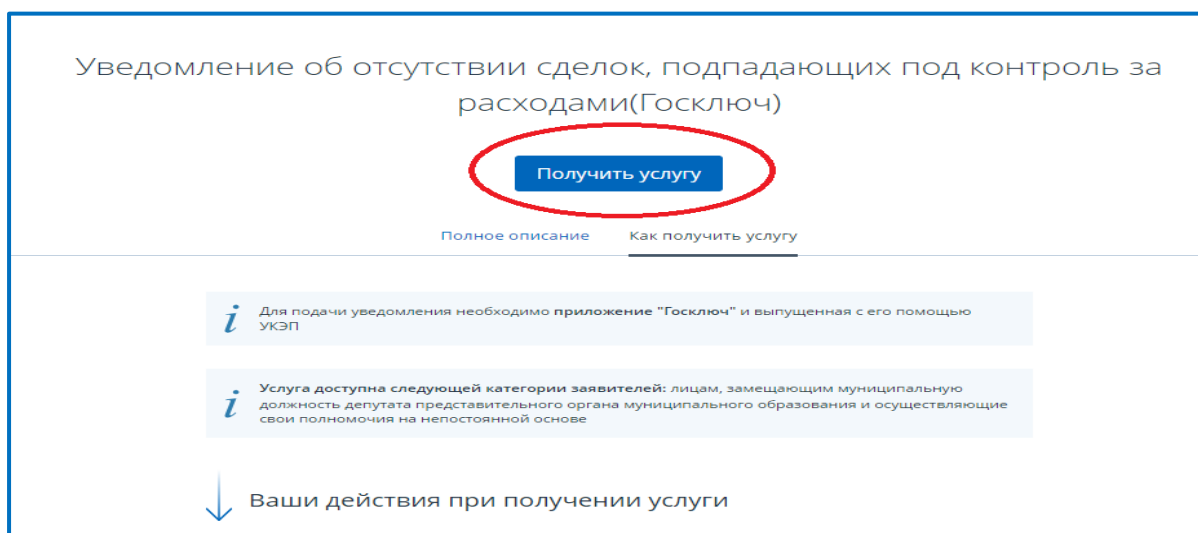 Уведомление об отсутствии сделок, подпадающих под контроль за
расходами(Госключ)
Получить услугу
Полное описание Как получить услугу
Для подачи уведомления необходимо приложение "Госключ" и выпущенная с его помощью
УКЭП
Услуга доступна следующей категории заявителей: лицам, замещающим муниципальную
должность депутата представительного органа муниципального образования и осуществляющие
свои полномочия на непостоянной основе
Ваши действия при получении услуги